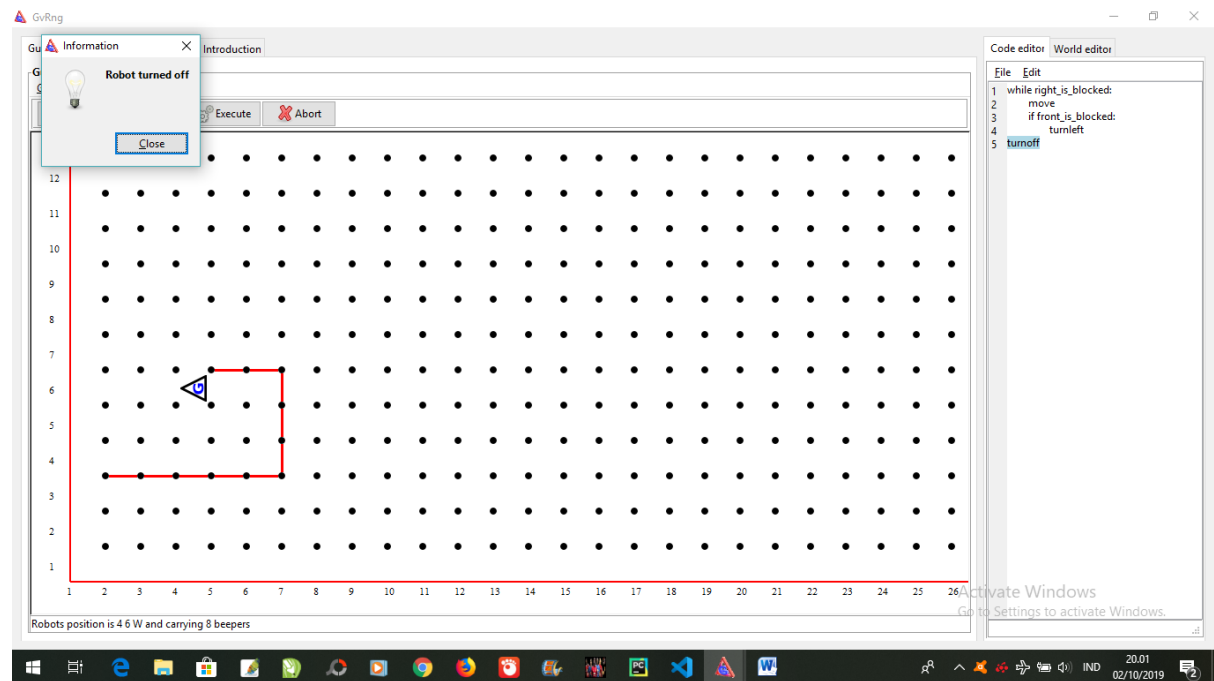 GvRng
Gu
Information
Introduction
Robot turned off
Close
G
Execute
Abort
12
11
10
9
8
7
6
5
4
3
2
1
G
1 2 3 4 5 6 7 8 9 10 11 12 13 14 15 16 17 18 19 20 21 22 23 24 25 26
Robots position is 4 6 W and carrying 8 beepers
Code editor World editor
File Edit
1 while right_is_blocked:
2 move
3 if front_is_blocked:
4 turnleft
5 turnoff
Activate Windows
Go to Settings to activate Windows.
IND
20.01
02/10/2019
2